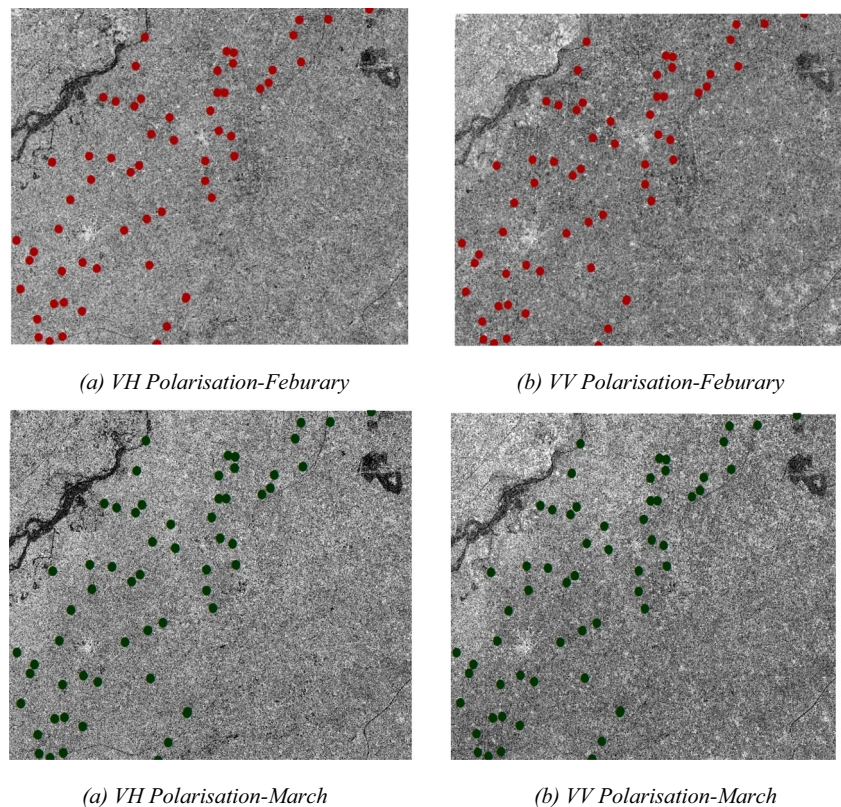 (a) VH Polarisation-Feburary
(b) VV Polarisation-Feburary
(a) VH Polarisation-March
(b) VV Polarisation-March